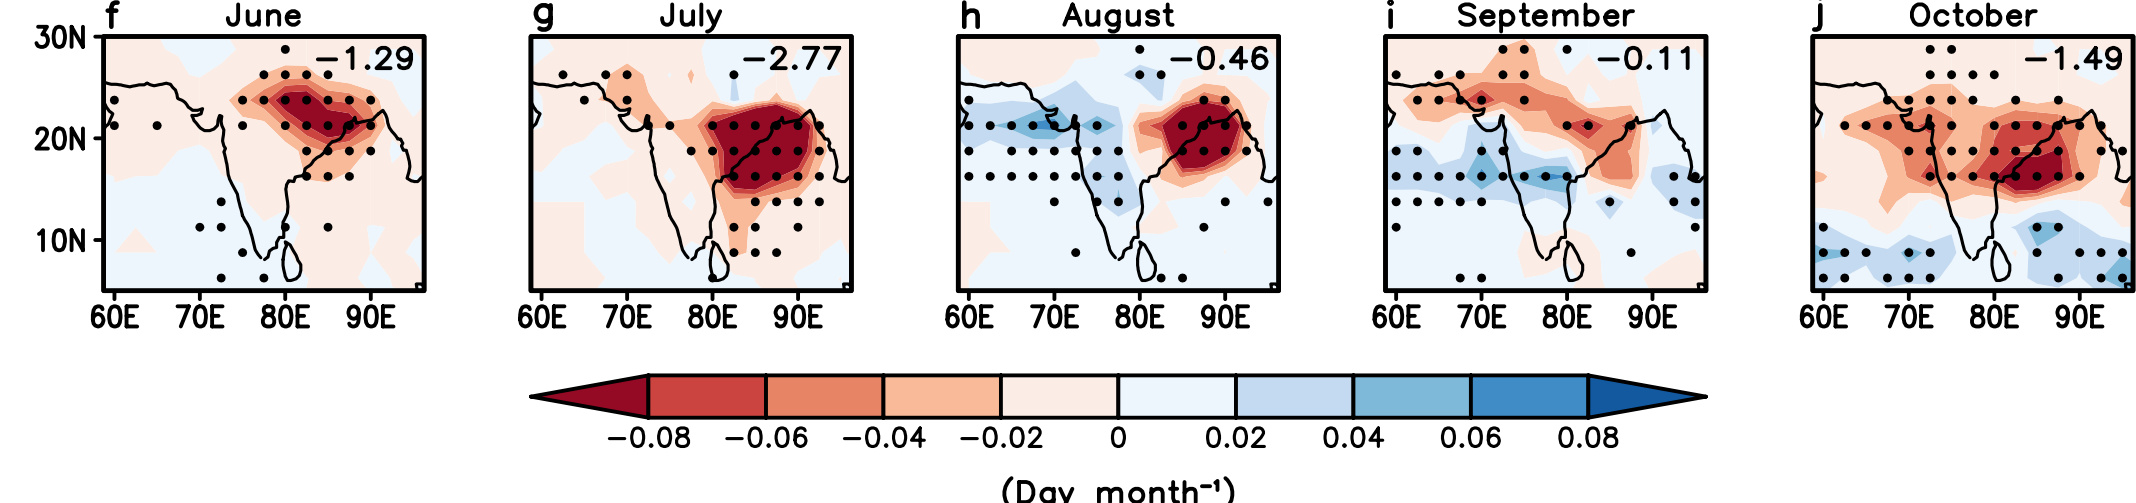 f June
g July
h August
i September
j October
30N
20N
10N
−1.29
−2.77
−0.46
−0.11
−1.49
60E 70E 80E 90E
60E 70E 80E 90E
60E 70E 80E 90E
60E 70E 80E 90E
60E 70E 80E 90E
−0.08 −0.06 −0.04 −0.02 0 0.02 0.04 0.06 0.08
(Day month⁻¹)